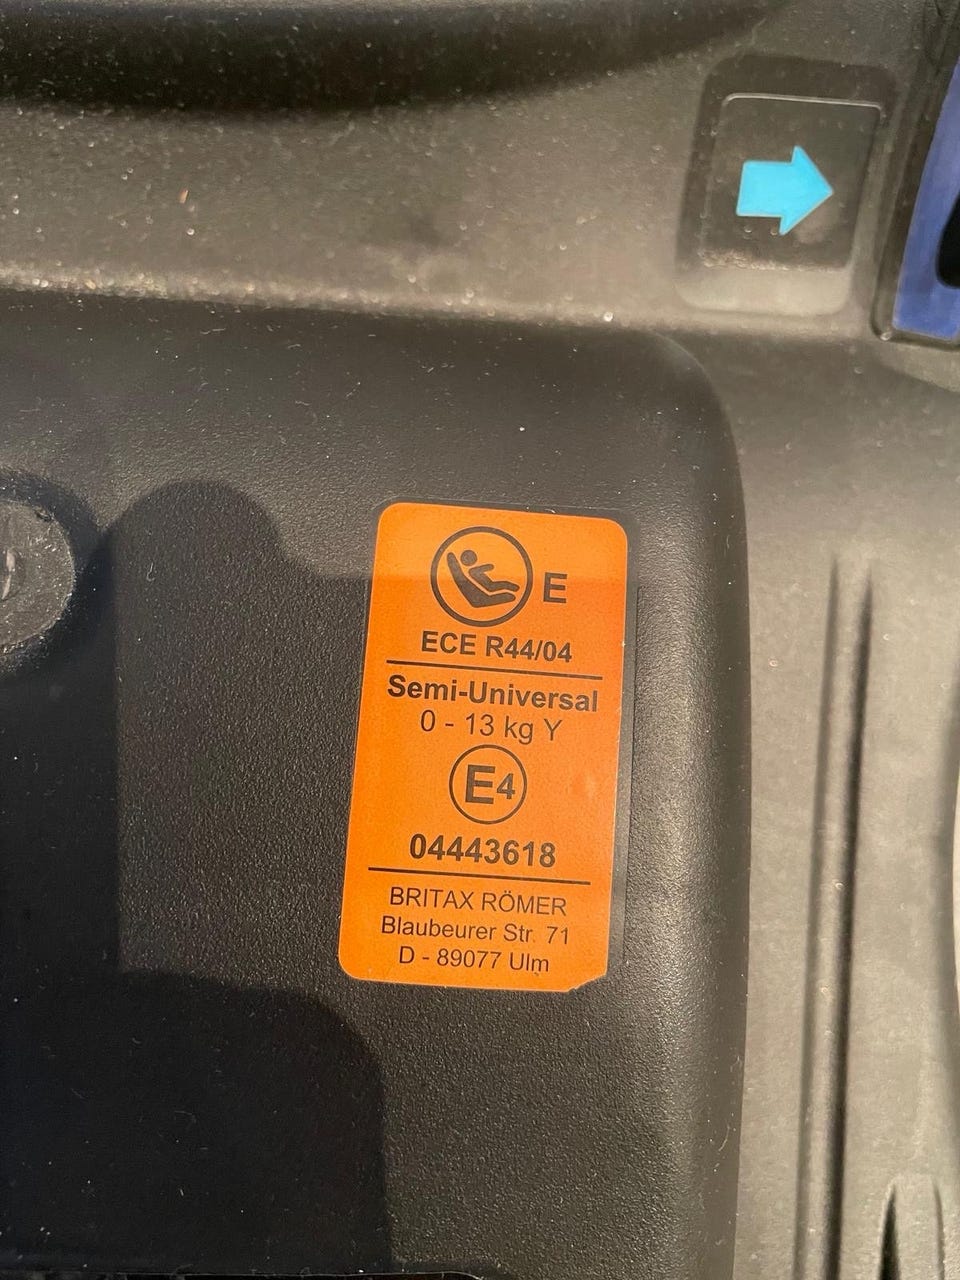 E
ECE R44/04
Semi-Universal
0 - 13 kg Y
E4
04443618
BRITAX RÖMER
Blaubeurer Str. 71
D - 89077 Ulm